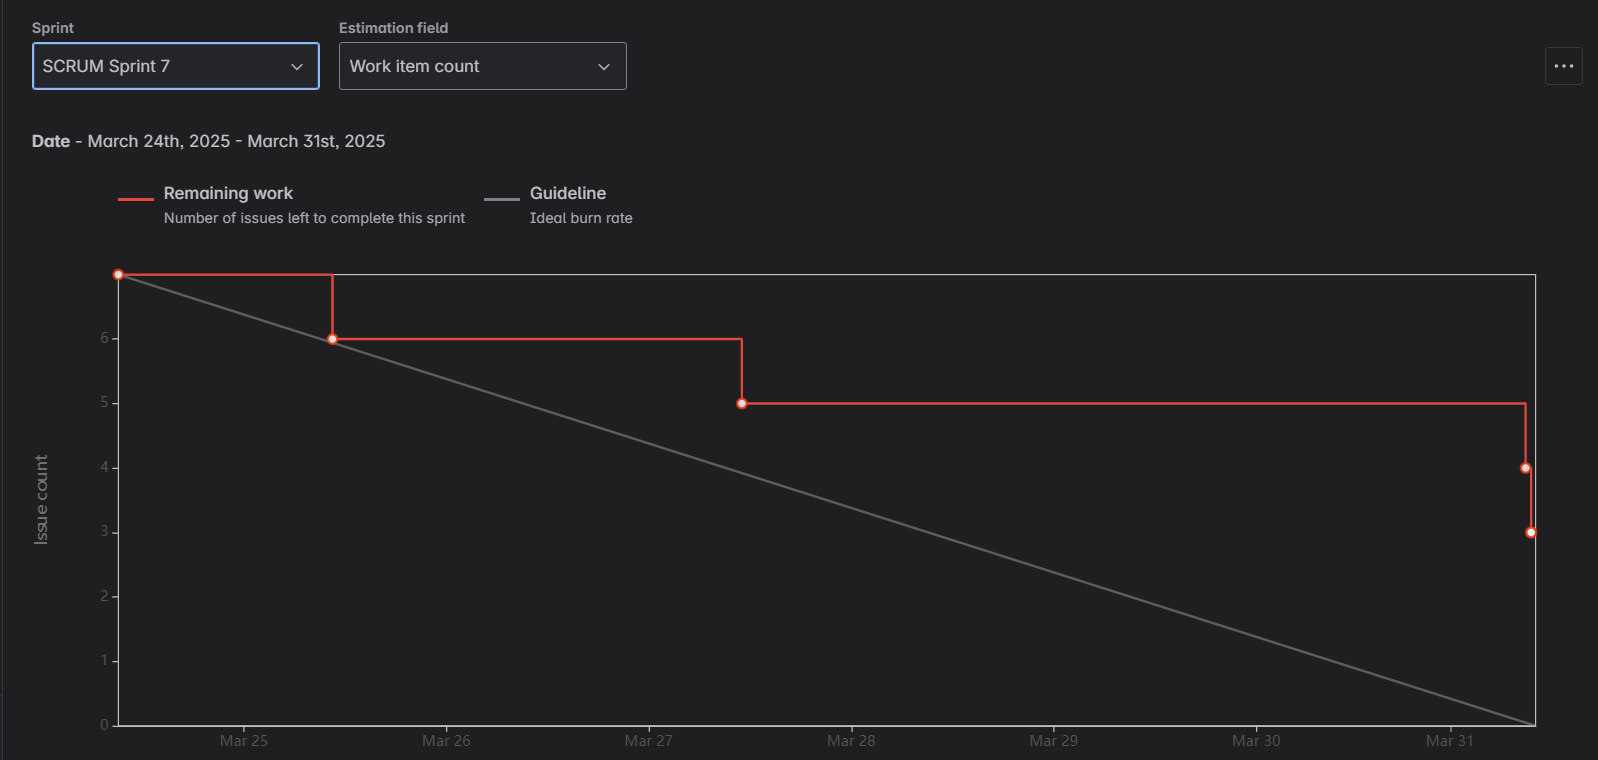 Sprint
Estimation field
SCRUM Sprint 7
Work item count
Date - March 24th, 2025 - March 31st, 2025
Remaining work
Number of issues left to complete this sprint
Guideline
Ideal burn rate
Issue count
6
5
4
3
2
1
0
Mar 25
Mar 26
Mar 27
Mar 28
Mar 29
Mar 30
Mar 31